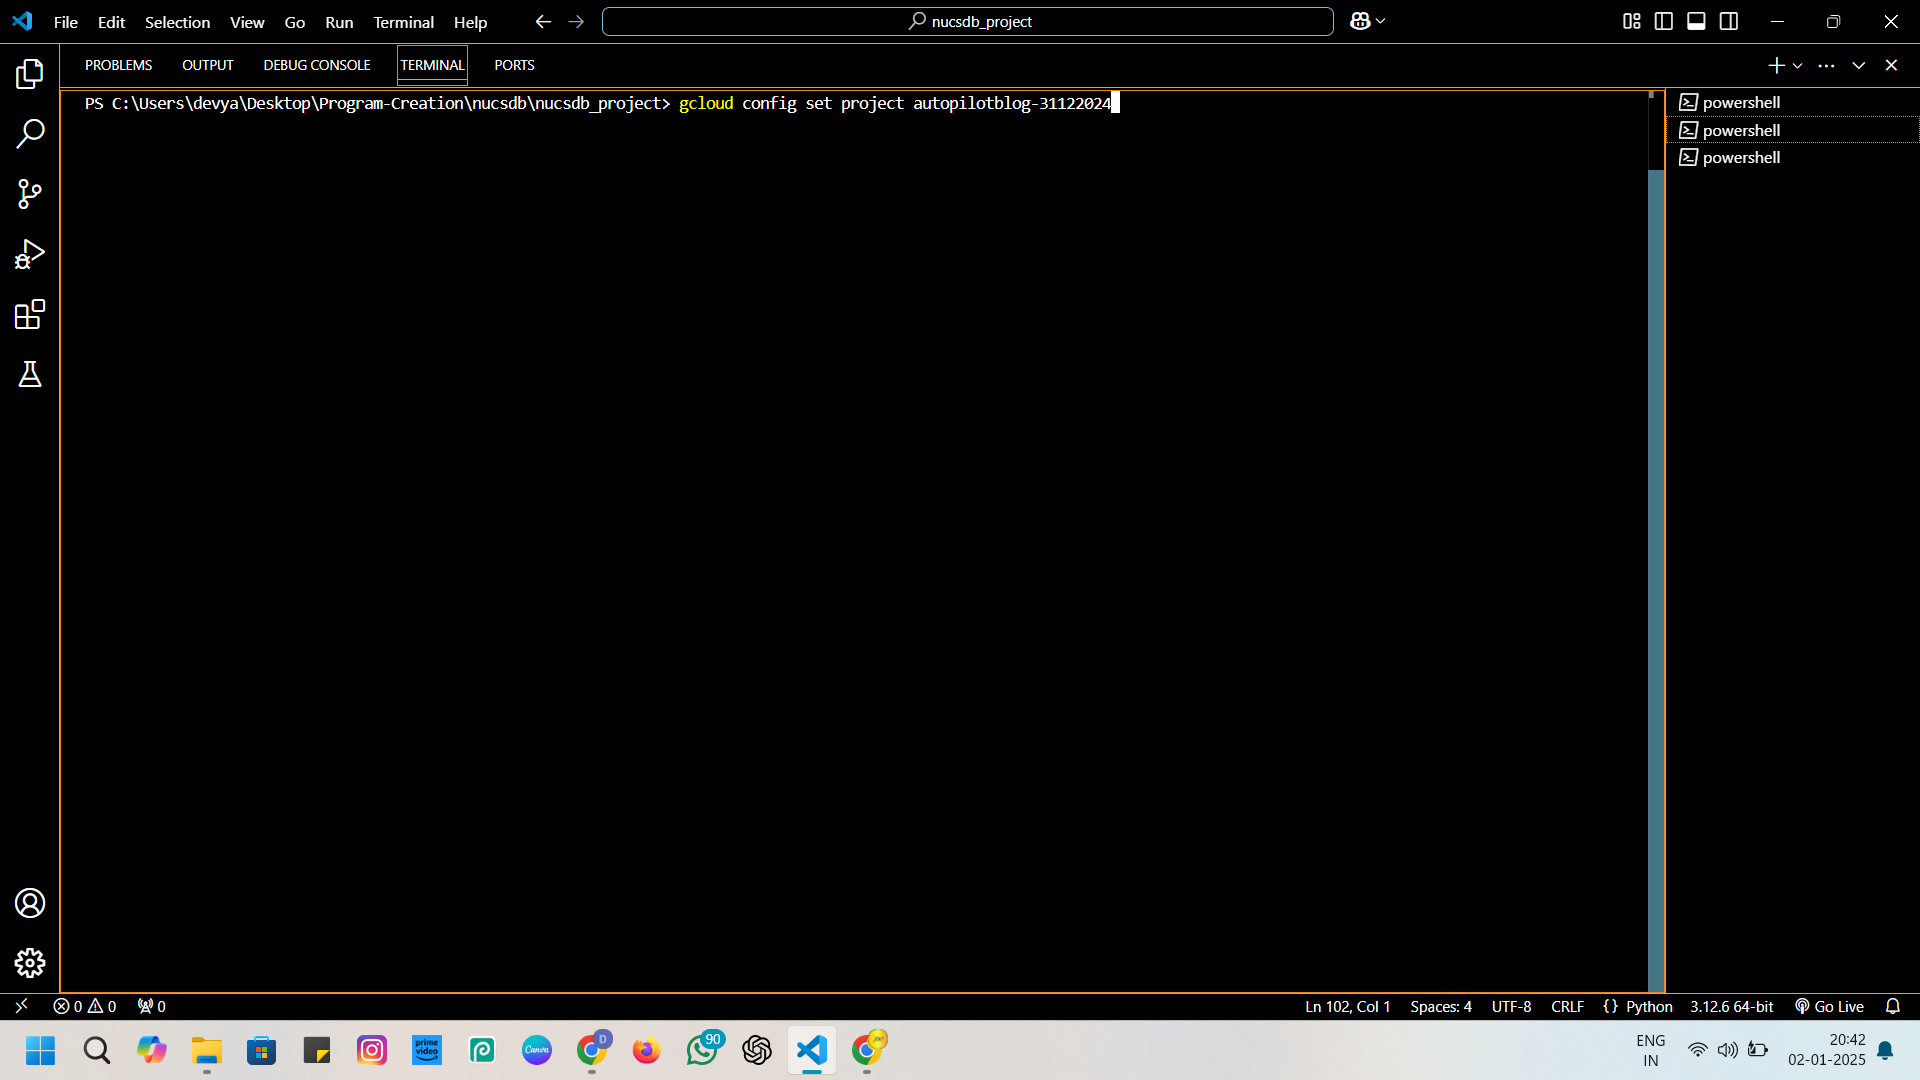 File Edit Selection View Go Run Terminal Help
nucsdb_project
PROBLEMS OUTPUT DEBUG CONSOLE TERMINAL PORTS
PS C:\Users\devya\Desktop\Program-Creation\nucsdb\nucsdb_project> gcloud config set project autopilotblog-31122024
powershell
powershell
powershell
0 0 0
Ln 102, Col 1 Spaces: 4 UTF-8 CRLF {} Python 3.12.6 64-bit Go Live
prime video
Canva
D
90
ENG
IN
20:42
02-01-2025